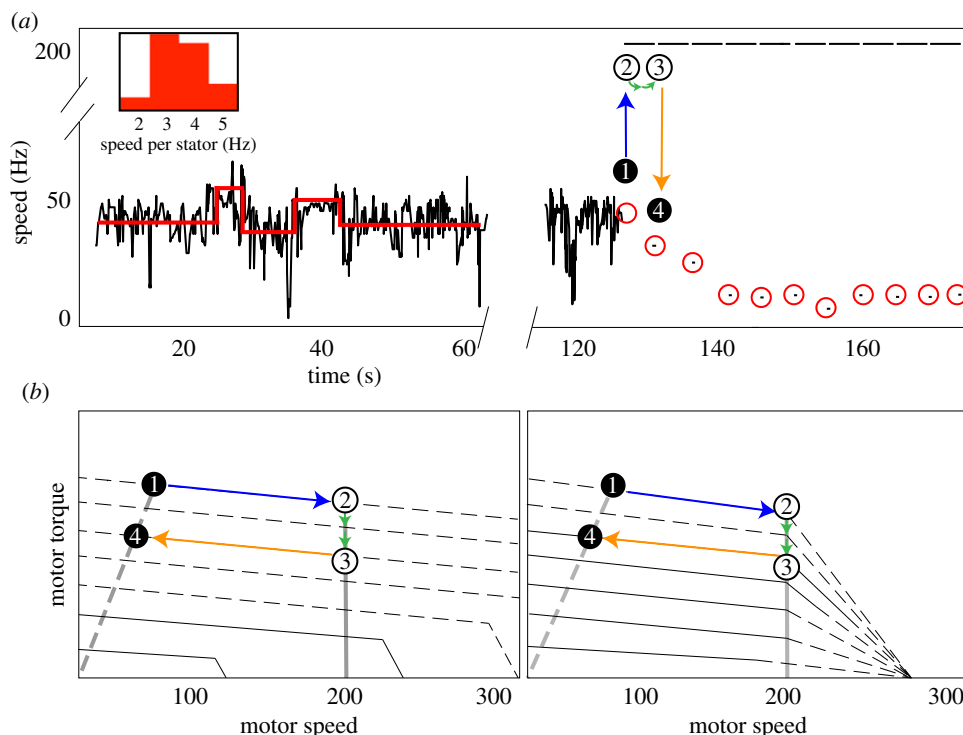 (a)
200
50
0
speed (Hz)
2 3 4 5
speed per stator (Hz)
2 3
1
4
20 40 60 120 140 160
time (s)
(b)
motor torque
1 2
4 3
100 200 300
motor speed
1 2
4 3
100 200 300
motor speed